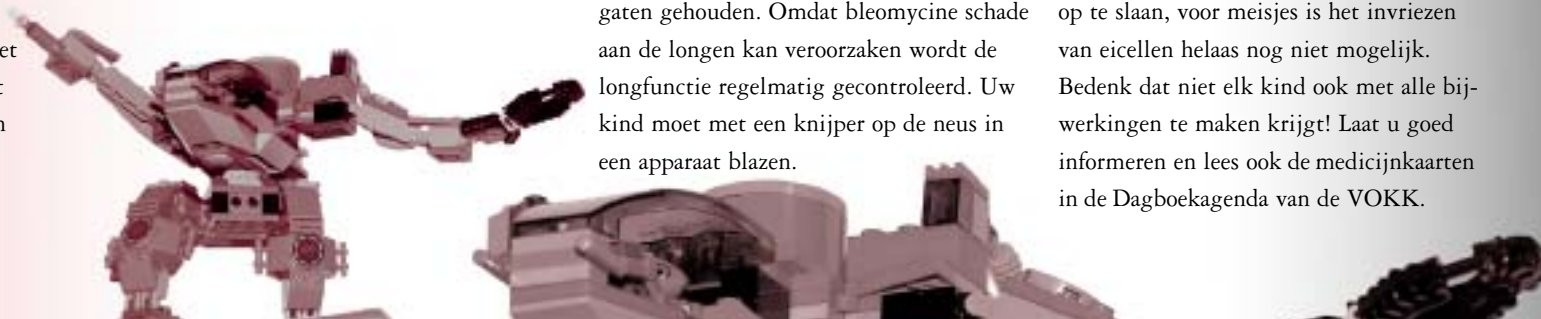 et
t
n
gaten gehouden. Omdat bleomycine schade
aan de longen kan veroorzaken wordt de
longfunctie regelmatig gecontroleerd. Uw
kind moet met een knijper op de neus in
een apparaat blazen.
op te slaan, voor meisjes is het invriezen
van eicellen helaas nog niet mogelijk.
Bedenk dat niet elk kind ook met alle bij-
werkingen te maken krijgt! Laat u goed
informeren en lees ook de medicijnkaarten
in de Dagboekagenda van de VOKK.